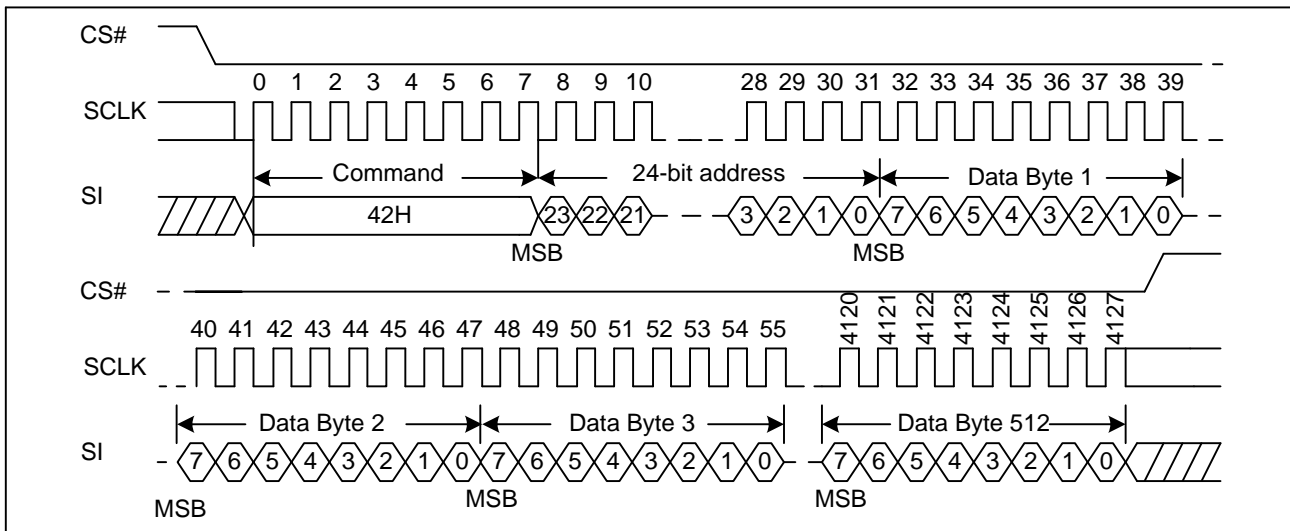 CS#
0 1 2 3 4 5 6 7 8 9 10 28 29 30 31 32 33 34 35 36 37 38 39
SCLK
Command 24-bit address Data Byte 1
SI
42H 23 22 21 3 2 1 0 7 6 5 4 3 2 1 0
MSB MSB
CS#
40 41 42 43 44 45 46 47 48 49 50 51 52 53 54 55 4120 4121 4122 4123 4124 4125 4126 4127
SCLK
Data Byte 2 Data Byte 3 Data Byte 512
SI
7 6 5 4 3 2 1 0 7 6 5 4 3 2 1 0 7 6 5 4 3 2 1 0
MSB MSB MSB